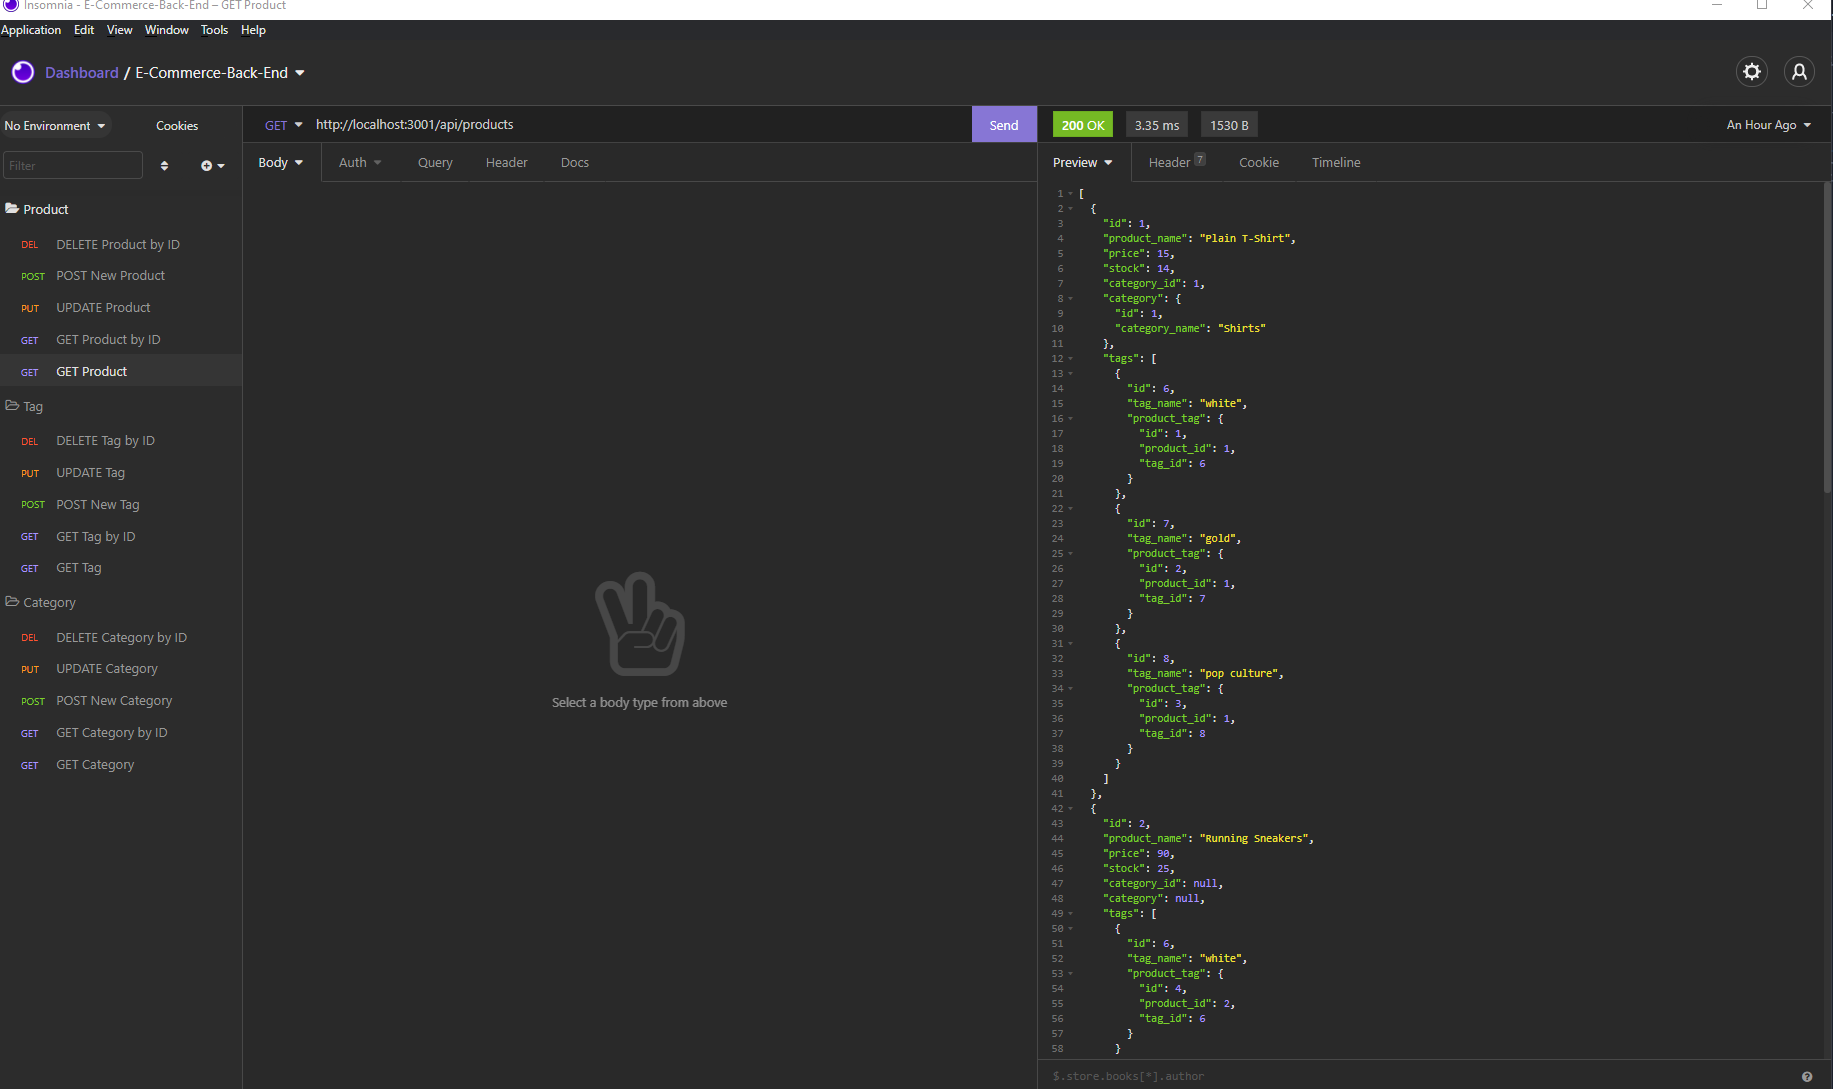 Insomnia - E-Commerce-Back-End – GET Product
Application Edit View Window Tools Help
Dashboard / E-Commerce-Back-End
No Environment Cookies
Filter
Product
DEL DELETE Product by ID
POST POST New Product
PUT UPDATE Product
GET GET Product by ID
GET GET Product
Tag
DEL DELETE Tag by ID
PUT UPDATE Tag
POST POST New Tag
GET GET Tag by ID
GET GET Tag
Category
DEL DELETE Category by ID
PUT UPDATE Category
POST POST New Category
GET GET Category by ID
GET GET Category
GET http://localhost:3001/api/products Send
Body Auth Query Header Docs
Select a body type from above
200 OK 3.35 ms 1530 B An Hour Ago
Preview Header 7 Cookie Timeline
1 [
2 {
3 "id": 1,
4 "product_name": "Plain T-Shirt",
5 "price": 15,
6 "stock": 14,
7 "category_id": 1,
8 "category": {
9 "id": 1,
10 "category_name": "Shirts"
11 },
12 "tags": [
13 {
14 "id": 6,
15 "tag_name": "white",
16 "product_tag": {
17 "id": 1,
18 "product_id": 1,
19 "tag_id": 6
20 }
21 },
22 {
23 "id": 7,
24 "tag_name": "gold",
25 "product_tag": {
26 "id": 2,
27 "product_id": 1,
28 "tag_id": 7
29 }
30 },
31 {
32 "id": 8,
33 "tag_name": "pop culture",
34 "product_tag": {
35 "id": 3,
36 "product_id": 1,
37 "tag_id": 8
38 }
39 }
40 ]
41 },
42 {
43 "id": 2,
44 "product_name": "Running Sneakers",
45 "price": 90,
46 "stock": 25,
47 "category_id": null,
48 "category": null,
49 "tags": [
50 {
51 "id": 6,
52 "tag_name": "white",
53 "product_tag": {
54 "id": 4,
55 "product_id": 2,
56 "tag_id": 6
57 }
58 }
$.store.books[*].author